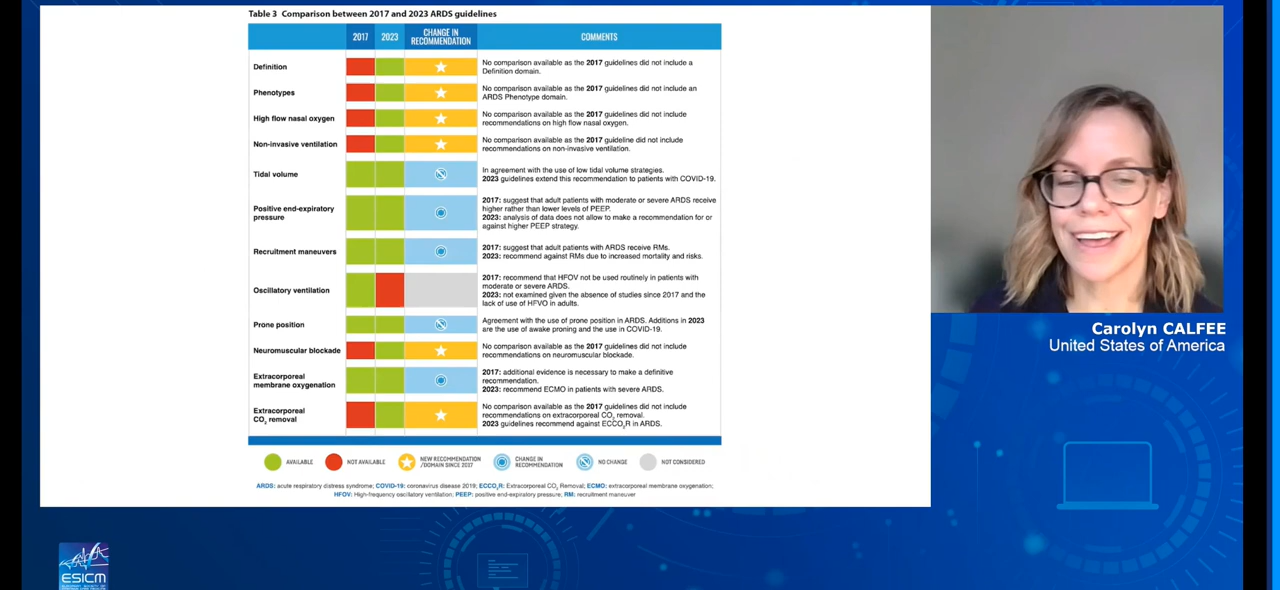 Table 3 Comparison between 2017 and 2023 ARDS guidelines
2017
2023
CHANGE IN
RECOMMENDATION
COMMENTS
Definition
No comparison available as the 2017 guidelines did not include a
Definition domain.
Phenotypes
No comparison available as the 2017 guidelines did not include an
ARDS Phenotype domain.
High flow nasal oxygen
No comparison available as the 2017 guidelines did not include
recommendations on high flow nasal oxygen.
Non-invasive ventilation
No comparison available as the 2017 guideline did not include
recommendations on non-invasive ventilation.
Tidal volume
In agreement with the use of low tidal volume strategies.
2023 guidelines extend this recommendation to patients with COVID-19.
Positive end-expiratory
pressure
2017: suggest that adult patients with moderate or severe ARDS receive
higher rather than lower levels of PEEP.
2023: analysis of data does not allow to make a recommendation for or
against higher PEEP strategy.
Recruitment maneuvers
2017: suggest that adult patients with ARDS receive RMs.
2023: recommend against RMs due to increased mortality and risks.
Oscillatory ventilation
2017: recommend that HFOV not be used routinely in patients with
moderate or severe ARDS.
2023: not examined given the absence of studies since 2017 and the
lack of use of HFVO in adults.
Prone position
Agreement with the use of prone position in ARDS. Additions in 2023
are the use of awake proning and the use in COVID-19.
Neuromuscular blockade
No comparison available as the 2017 guidelines did not include
recommendations on neuromuscular blockade.
Extracorporeal
membrane oxygenation
2017: additional evidence is necessary to make a definitive
recommendation.
2023: recommend ECMO in patients with severe ARDS.
Extracorporeal
CO2 removal
No comparison available as the 2017 guidelines did not include
recommendations on extracorporeal CO2 removal.
2023 guidelines recommend against ECCO2R in ARDS.
AVAILABLE
NOT AVAILABLE
NEW RECOMMENDATION
/DOMAIN SINCE 2017
CHANGE IN
RECOMMENDATION
NO CHANGE
NOT CONSIDERED
ARDS: acute respiratory distress syndrome; COVID-19: coronavirus disease 2019; ECCO2R: Extracorporeal CO2 Removal; ECMO: extracorporeal membrane oxygenation;
HFOV: High-frequency oscillatory ventilation. PEEP: positive end-expiratory pressure; RM: recruitment maneuver
Carolyn CALFEE
United States of America
ESICM